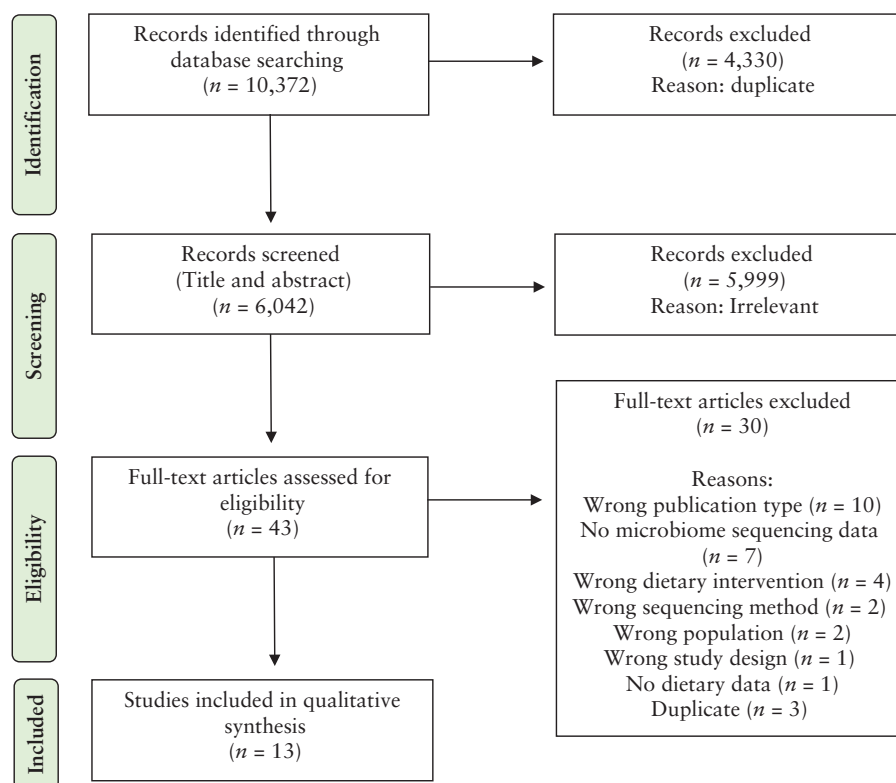 Identification
Records identified through
database searching
(n = 10,372)
Records excluded
(n = 4,330)
Reason: duplicate
Screening
Records screened
(Title and abstract)
(n = 6,042)
Records excluded
(n = 5,999)
Reason: Irrelevant
Eligibility
Full-text articles assessed for
eligibility
(n = 43)
Full-text articles excluded
(n = 30)
Reasons:
Wrong publication type (n = 10)
No microbiome sequencing data
(n = 7)
Wrong dietary intervention (n = 4)
Wrong sequencing method (n = 2)
Wrong population (n = 2)
Wrong study design (n = 1)
No dietary data (n = 1)
Duplicate (n = 3)
Included
Studies included in qualitative
synthesis
(n = 13)